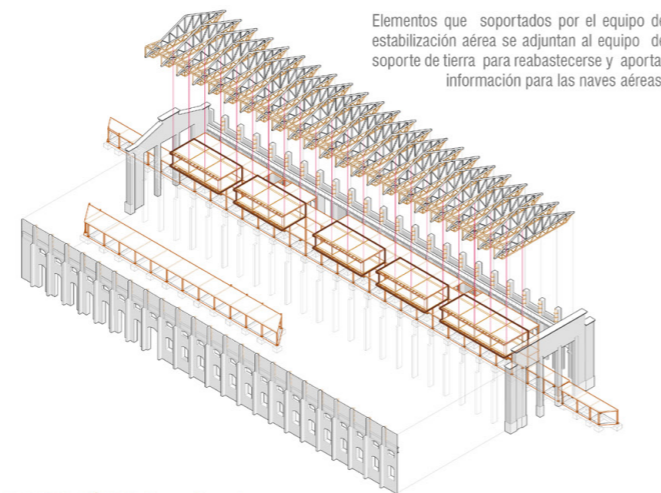 Elementos que soportados por el equipo de
estabilización aérea se adjuntan al equipo de
soporte de tierra para reabastecerse y aporta
información para las naves aéreas